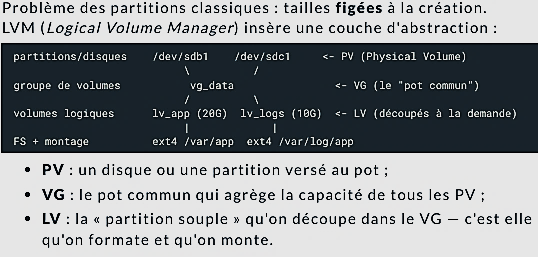 Problème des partitions classiques : tailles figées à la création.
LVM (Logical Volume Manager) insère une couche d'abstraction :
partitions/disques /dev/sdb1 /dev/sdc1 <- PV (Physical Volume)
\ /
groupe de volumes vg_data <- VG (le "pot commun")
/ \
volumes logiques lv_app (20G) lv_logs (10G) <- LV (découpés à la demande)
| |
FS + montage ext4 /var/app ext4 /var/log/app
• PV : un disque ou une partition versé au pot ;
• VG : le pot commun qui agrège la capacité de tous les PV ;
• LV : la « partition souple » qu'on découpe dans le VG — c'est elle
qu'on formate et qu'on monte.